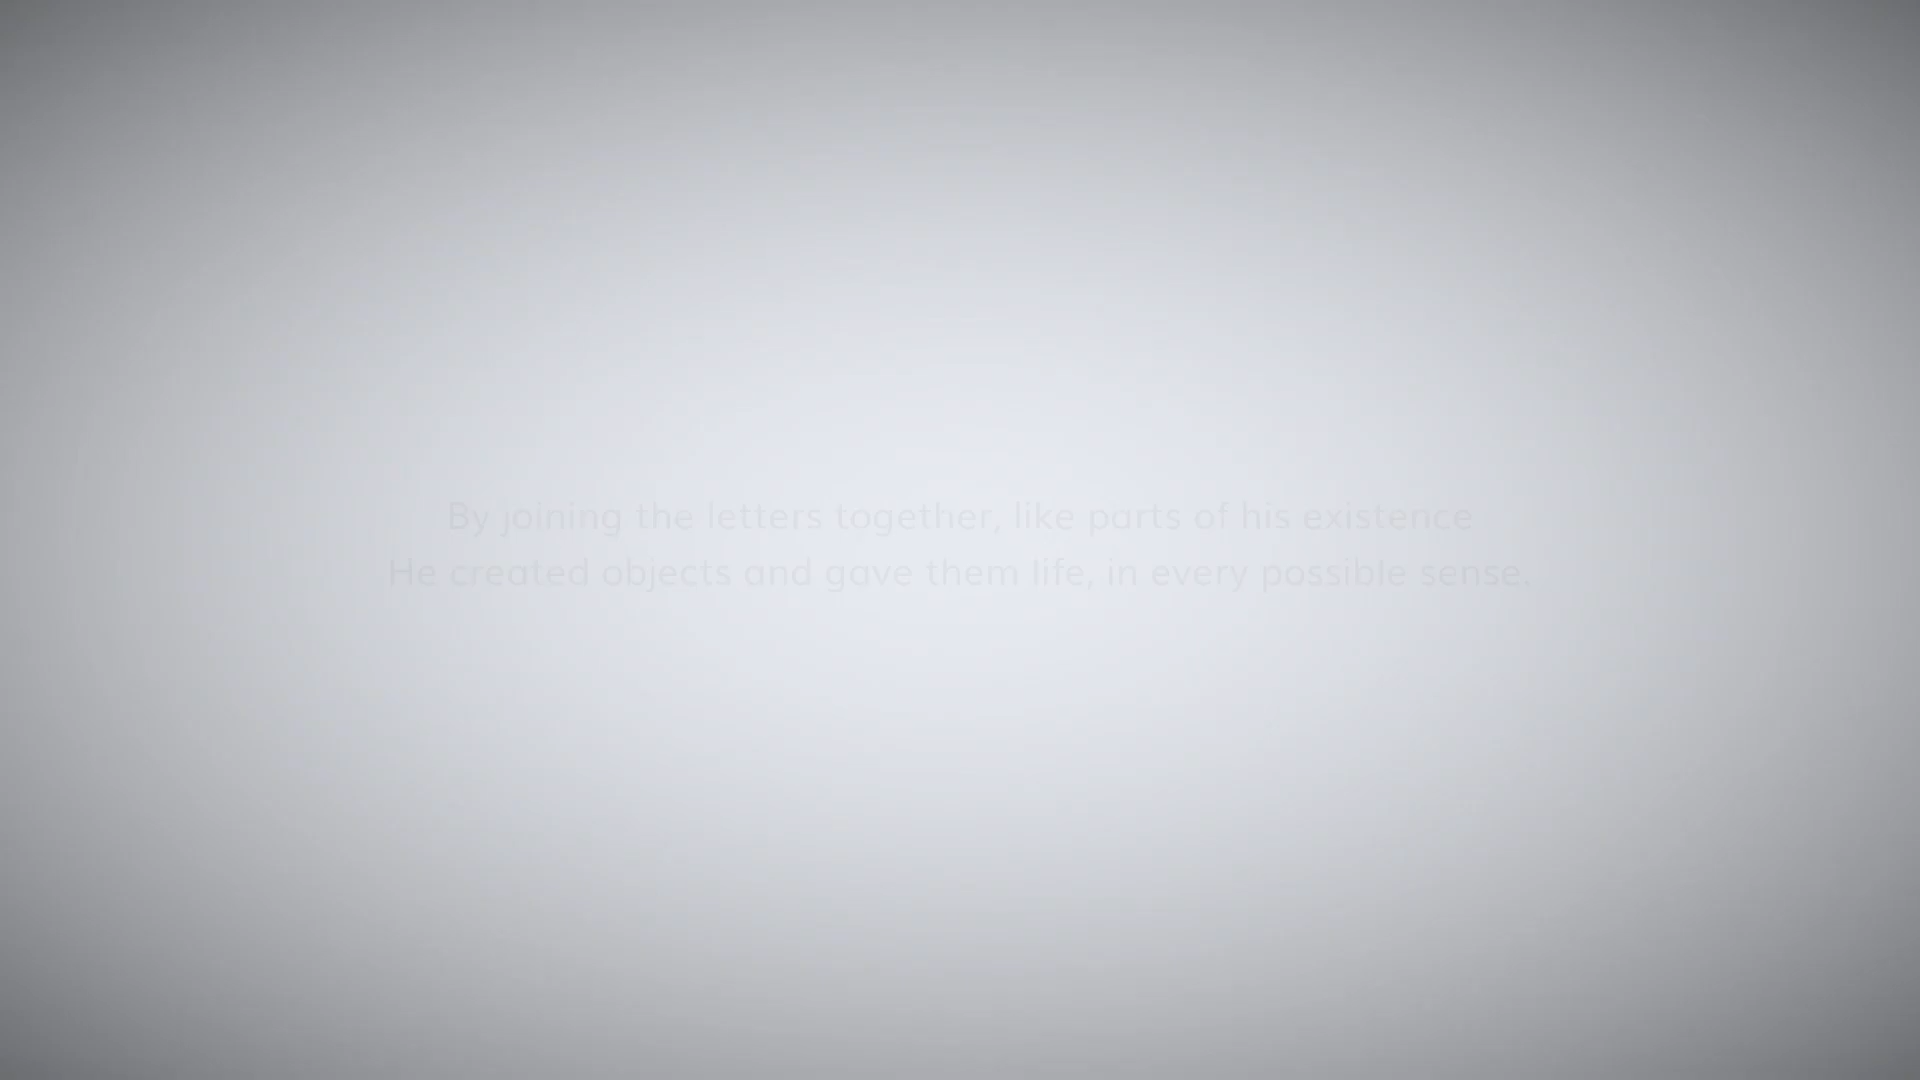 By joining the letters together, like parts of his existence
He created objects and gave them life, in every possible sense.